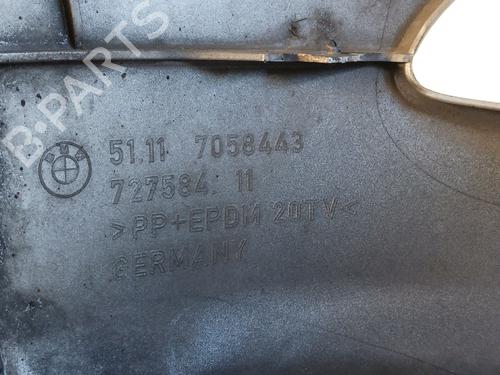 B-PARTS
BMW
51.11 7058443
727584 11
>PP+EPDM 20TV<
GERMANY